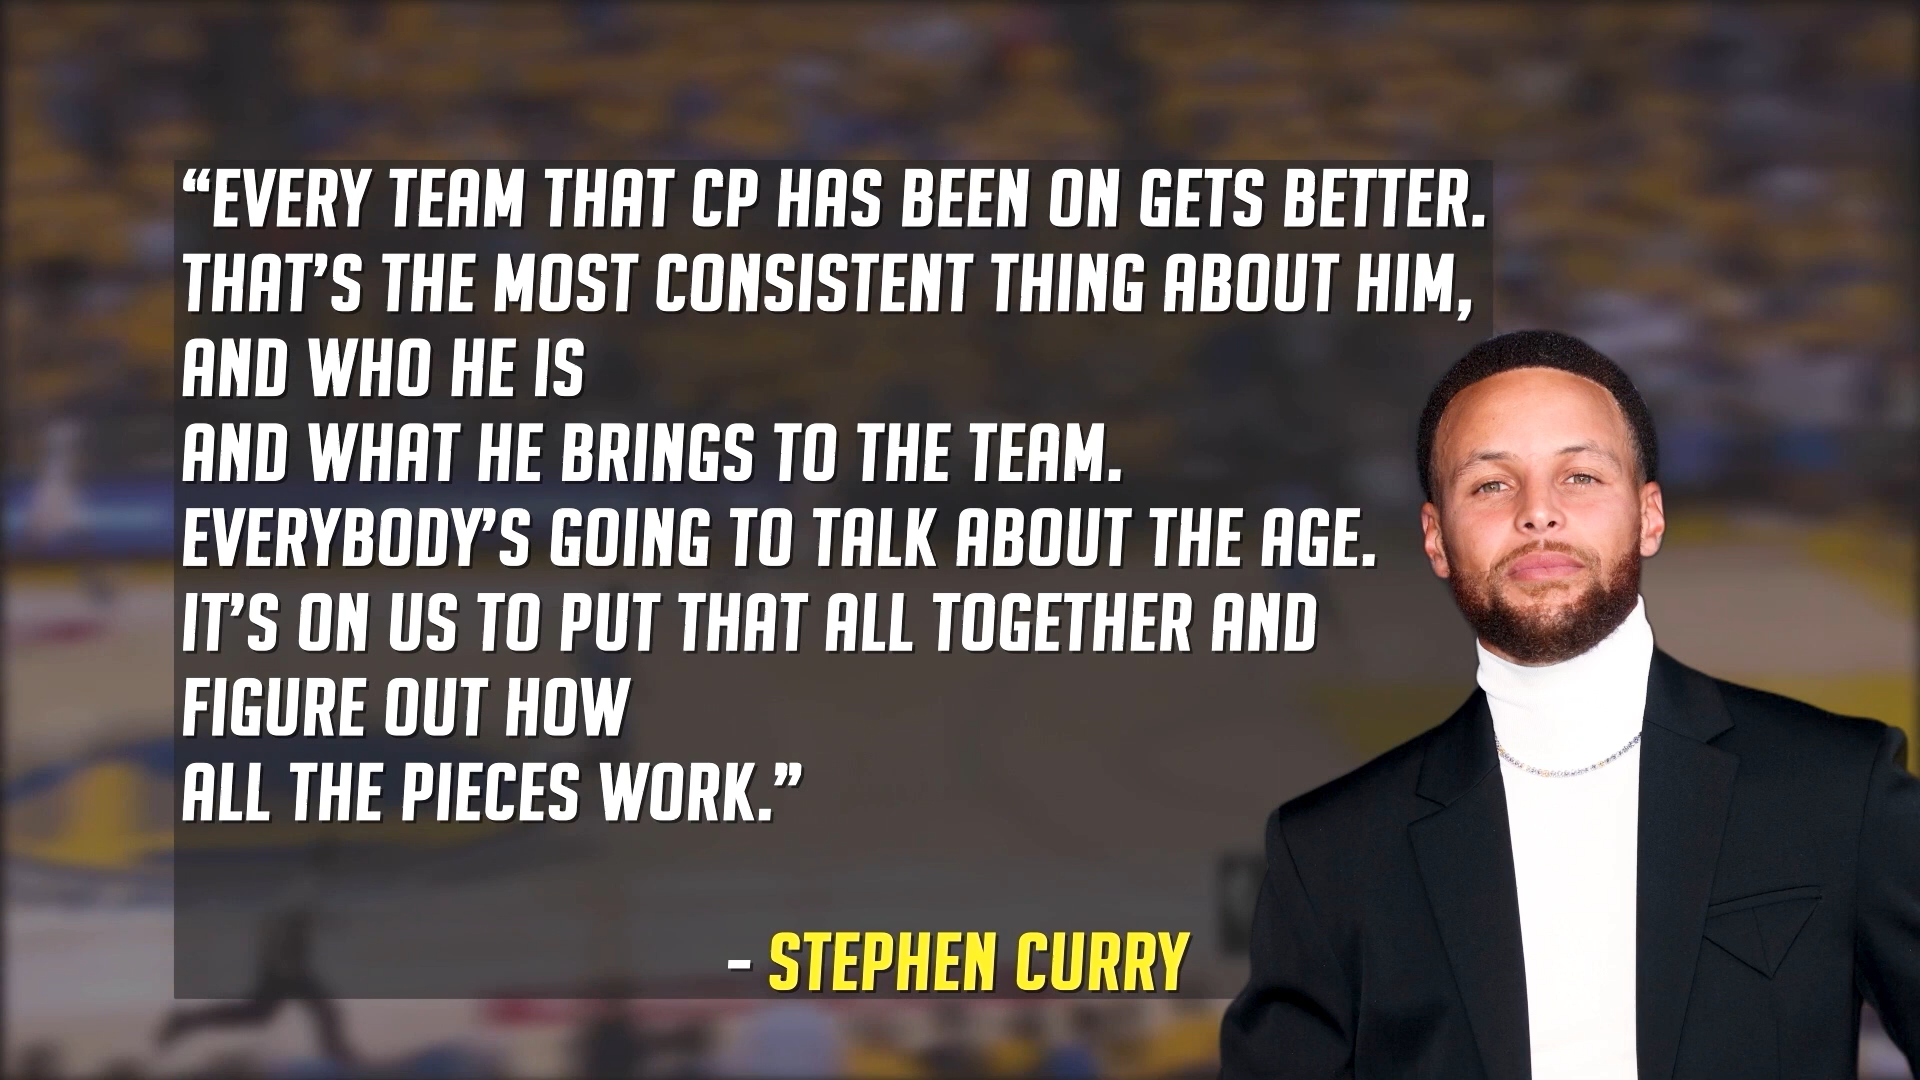 “EVERY TEAM THAT CP HAS BEEN ON GETS BETTER.
THAT’S THE MOST CONSISTENT THING ABOUT HIM,
AND WHO HE IS
AND WHAT HE BRINGS TO THE TEAM.
EVERYBODY’S GOING TO TALK ABOUT THE AGE.
IT’S ON US TO PUT THAT ALL TOGETHER AND
FIGURE OUT HOW
ALL THE PIECES WORK.”
- STEPHEN CURRY